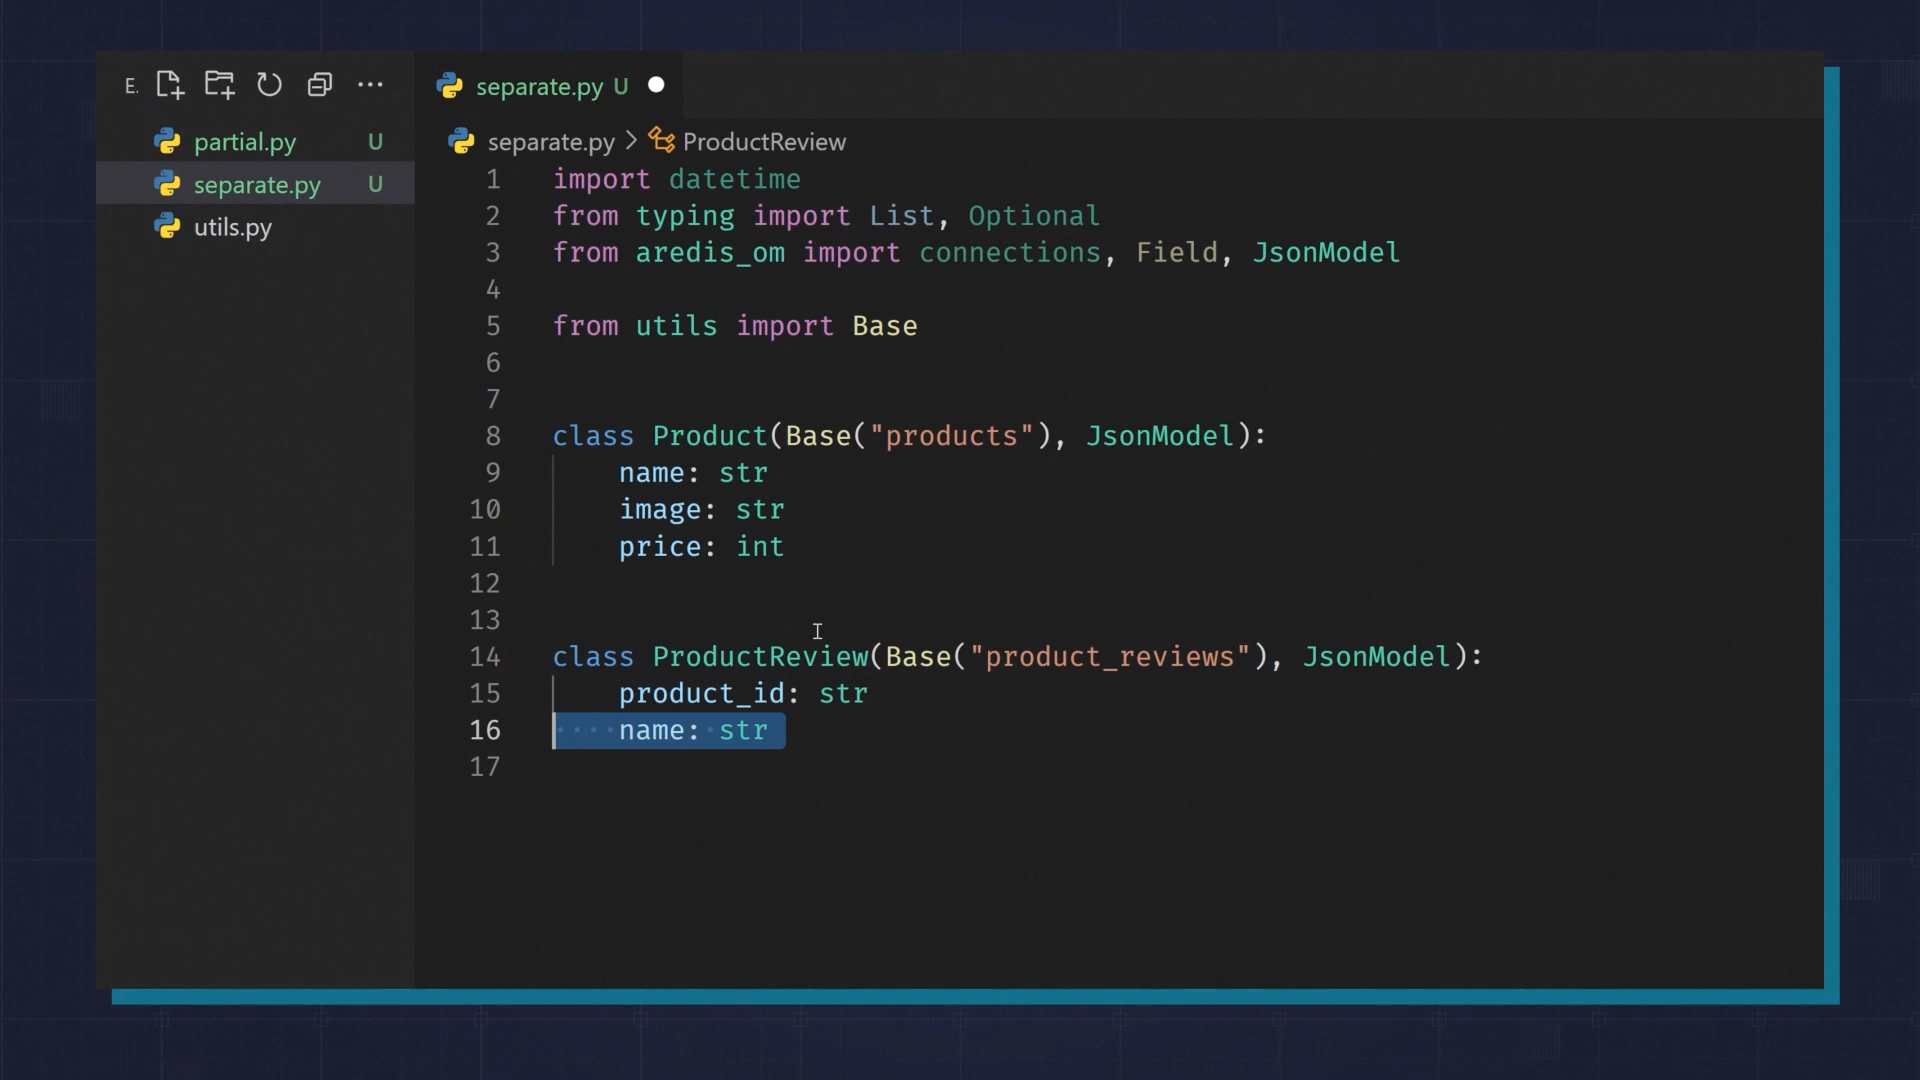 E.
partial.py U
separate.py U
utils.py
separate.py U
separate.py > ProductReview
1 import datetime
2 from typing import List, Optional
3 from aredis_om import connections, Field, JsonModel
4
5 from utils import Base
6
7
8 class Product(Base("products"), JsonModel):
9     name: str
10     image: str
11     price: int
12
13
14 class ProductReview(Base("product_reviews"), JsonModel):
15     product_id: str
16     name: str
17